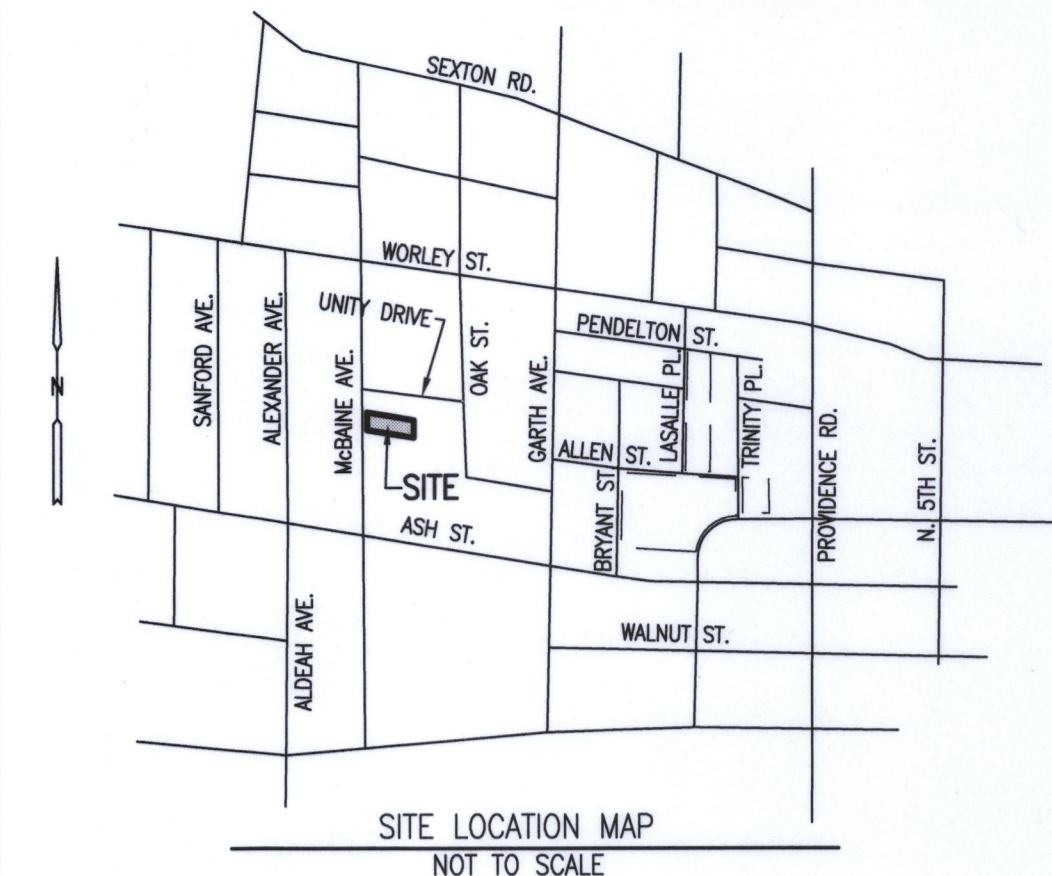 SEXTON RD.
WORLEY ST.
UNITY DRIVE
PENDELTON ST.
SANFORD AVE.
ALEXANDER AVE.
McBAINE AVE.
OAK ST.
GARTH AVE.
LASALLE PL.
TRINITY PL.
ALLEN ST.
BRYANT ST
PROVIDENCE RD.
N. 5TH ST.
N
SITE
ASH ST.
ALDEAH AVE.
WALNUT ST.
SITE LOCATION MAP
NOT TO SCALE